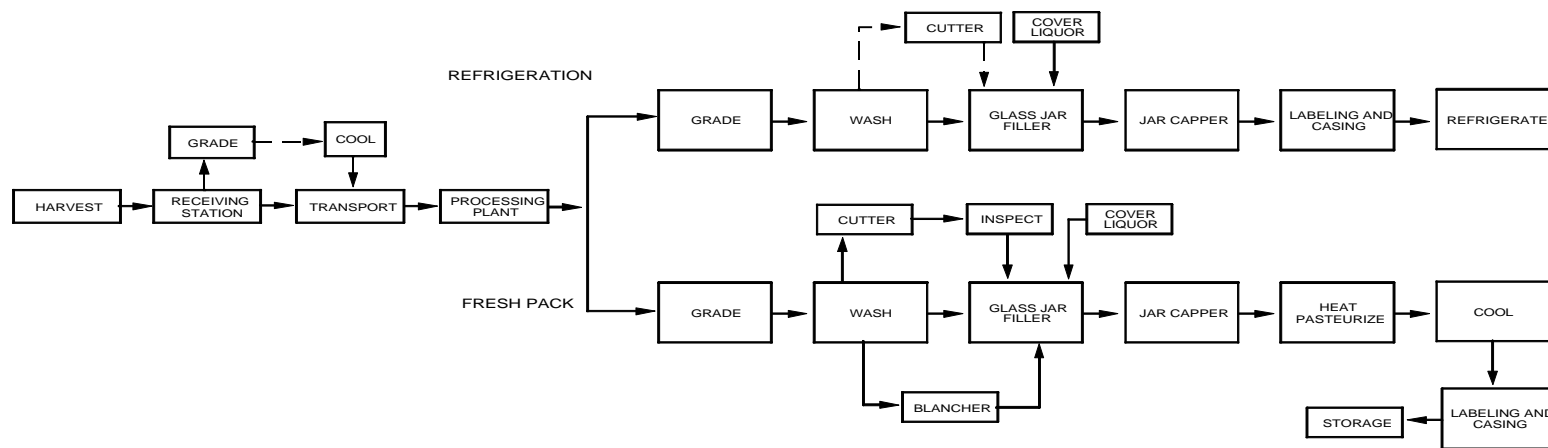 CUTTER
COVER
LIQUOR
REFRIGERATION
GRADE
WASH
GLASS JAR
FILLER
JAR CAPPER
LABELING AND
CASING
REFRIGERATE
GRADE
COOL
HARVEST
RECEIVING
STATION
TRANSPORT
PROCESSING
PLANT
CUTTER
INSPECT
COVER
LIQUOR
FRESH PACK
GRADE
WASH
GLASS JAR
FILLER
JAR CAPPER
HEAT
PASTEURIZE
COOL
BLANCHER
STORAGE
LABELING AND
CASING